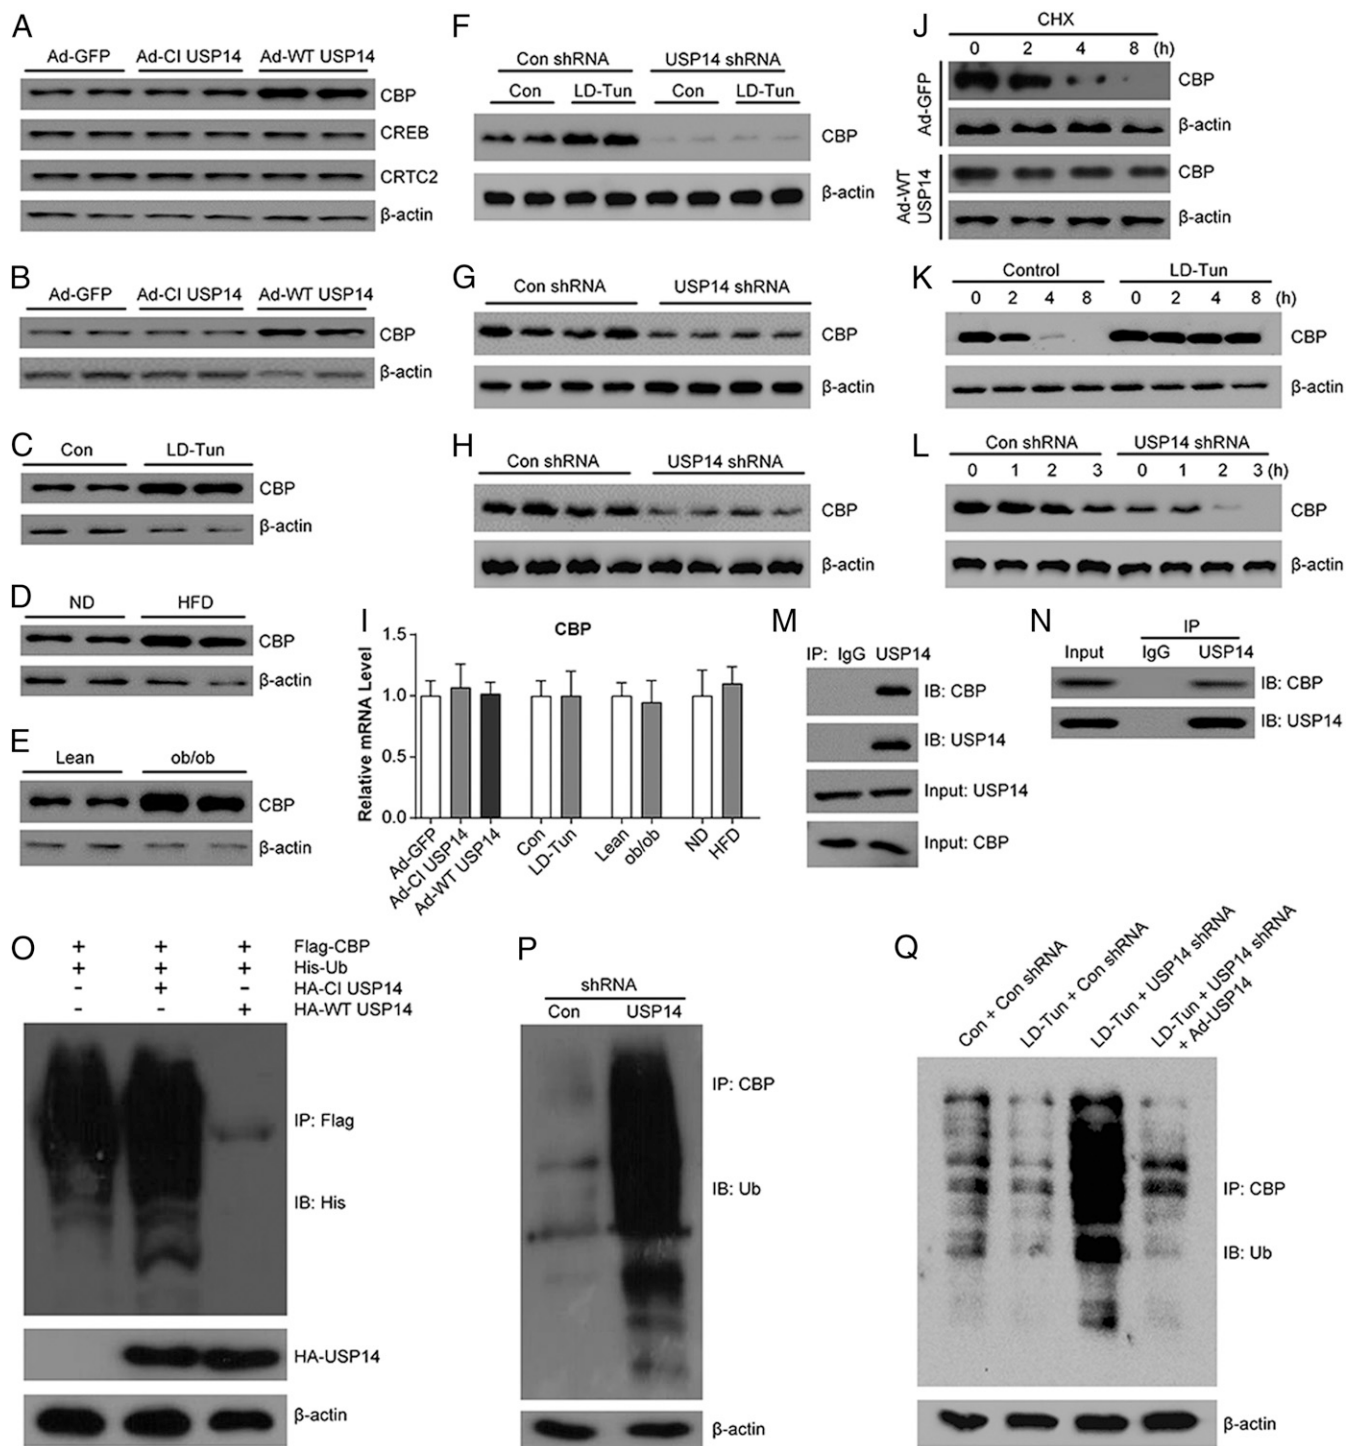 A
Ad-GFP Ad-CI USP14 Ad-WT USP14
CBP
CREB
CRTC2
β-actin
B
Ad-GFP Ad-CI USP14 Ad-WT USP14
CBP
β-actin
C
Con LD-Tun
CBP
β-actin
D
ND HFD
CBP
β-actin
E
Lean ob/ob
CBP
β-actin
F
Con shRNA USP14 shRNA
Con LD-Tun Con LD-Tun
CBP
β-actin
G
Con shRNA USP14 shRNA
CBP
β-actin
H
Con shRNA USP14 shRNA
CBP
β-actin
I
CBP
Relative mRNA Level
1.5
1.0
0.5
0.0
Ad-GFP
Ad-CI USP14
Ad-WT USP14
Con
LD-Tun
Lean
ob/ob
ND
HFD
J
CHX
0 2 4 8 (h)
Ad-GFP
CBP
β-actin
Ad-WT
USP14
CBP
β-actin
K
Control LD-Tun
0 2 4 8 0 2 4 8 (h)
CBP
β-actin
L
Con shRNA USP14 shRNA
0 1 2 3 0 1 2 3 (h)
CBP
β-actin
M
IP: IgG USP14
IB: CBP
IB: USP14
Input: USP14
Input: CBP
N
IP
Input IgG USP14
IB: CBP
IB: USP14
O
+ + + Flag-CBP
+ + + His-Ub
- + - HA-CI USP14
- - + HA-WT USP14
IP: Flag
IB: His
HA-USP14
β-actin
P
shRNA
Con USP14
IP: CBP
IB: Ub
β-actin
Q
Con + Con shRNA
LD-Tun + Con shRNA
LD-Tun + USP14 shRNA
LD-Tun + USP14 shRNA
+ Ad-USP14
IP: CBP
IB: Ub
β-actin